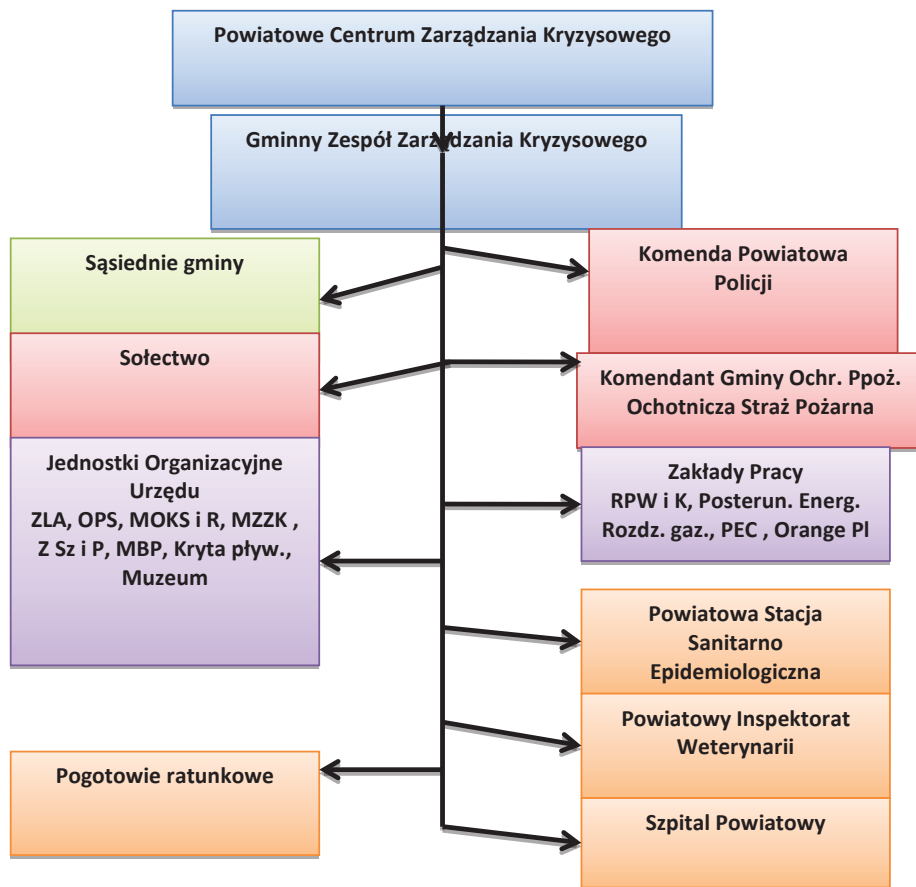 Powiatowe Centrum Zarządzania Kryzysowego
Gminny Zespół Zarządzania Kryzysowego
Sąsiednie gminy
Sołectwo
Jednostki Organizacyjne
Urzędu
ZLA, OPS, MOKS i R, MZZK ,
Z Sz i P, MBP, Kryta pływ.,
Muzeum
Pogotowie ratunkowe
Komenda Powiatowa
Policji
Komendant Gminy Ochr. Ppoż.
Ochotnicza Straż Pożarna
Zakłady Pracy
RPW i K, Posterun. Energ.
Rozdz. gaz., PEC , Orange Pl
Powiatowa Stacja
Sanitarno
Epidemiologiczna
Powiatowy Inspektorat
Weterynarii
Szpital Powiatowy